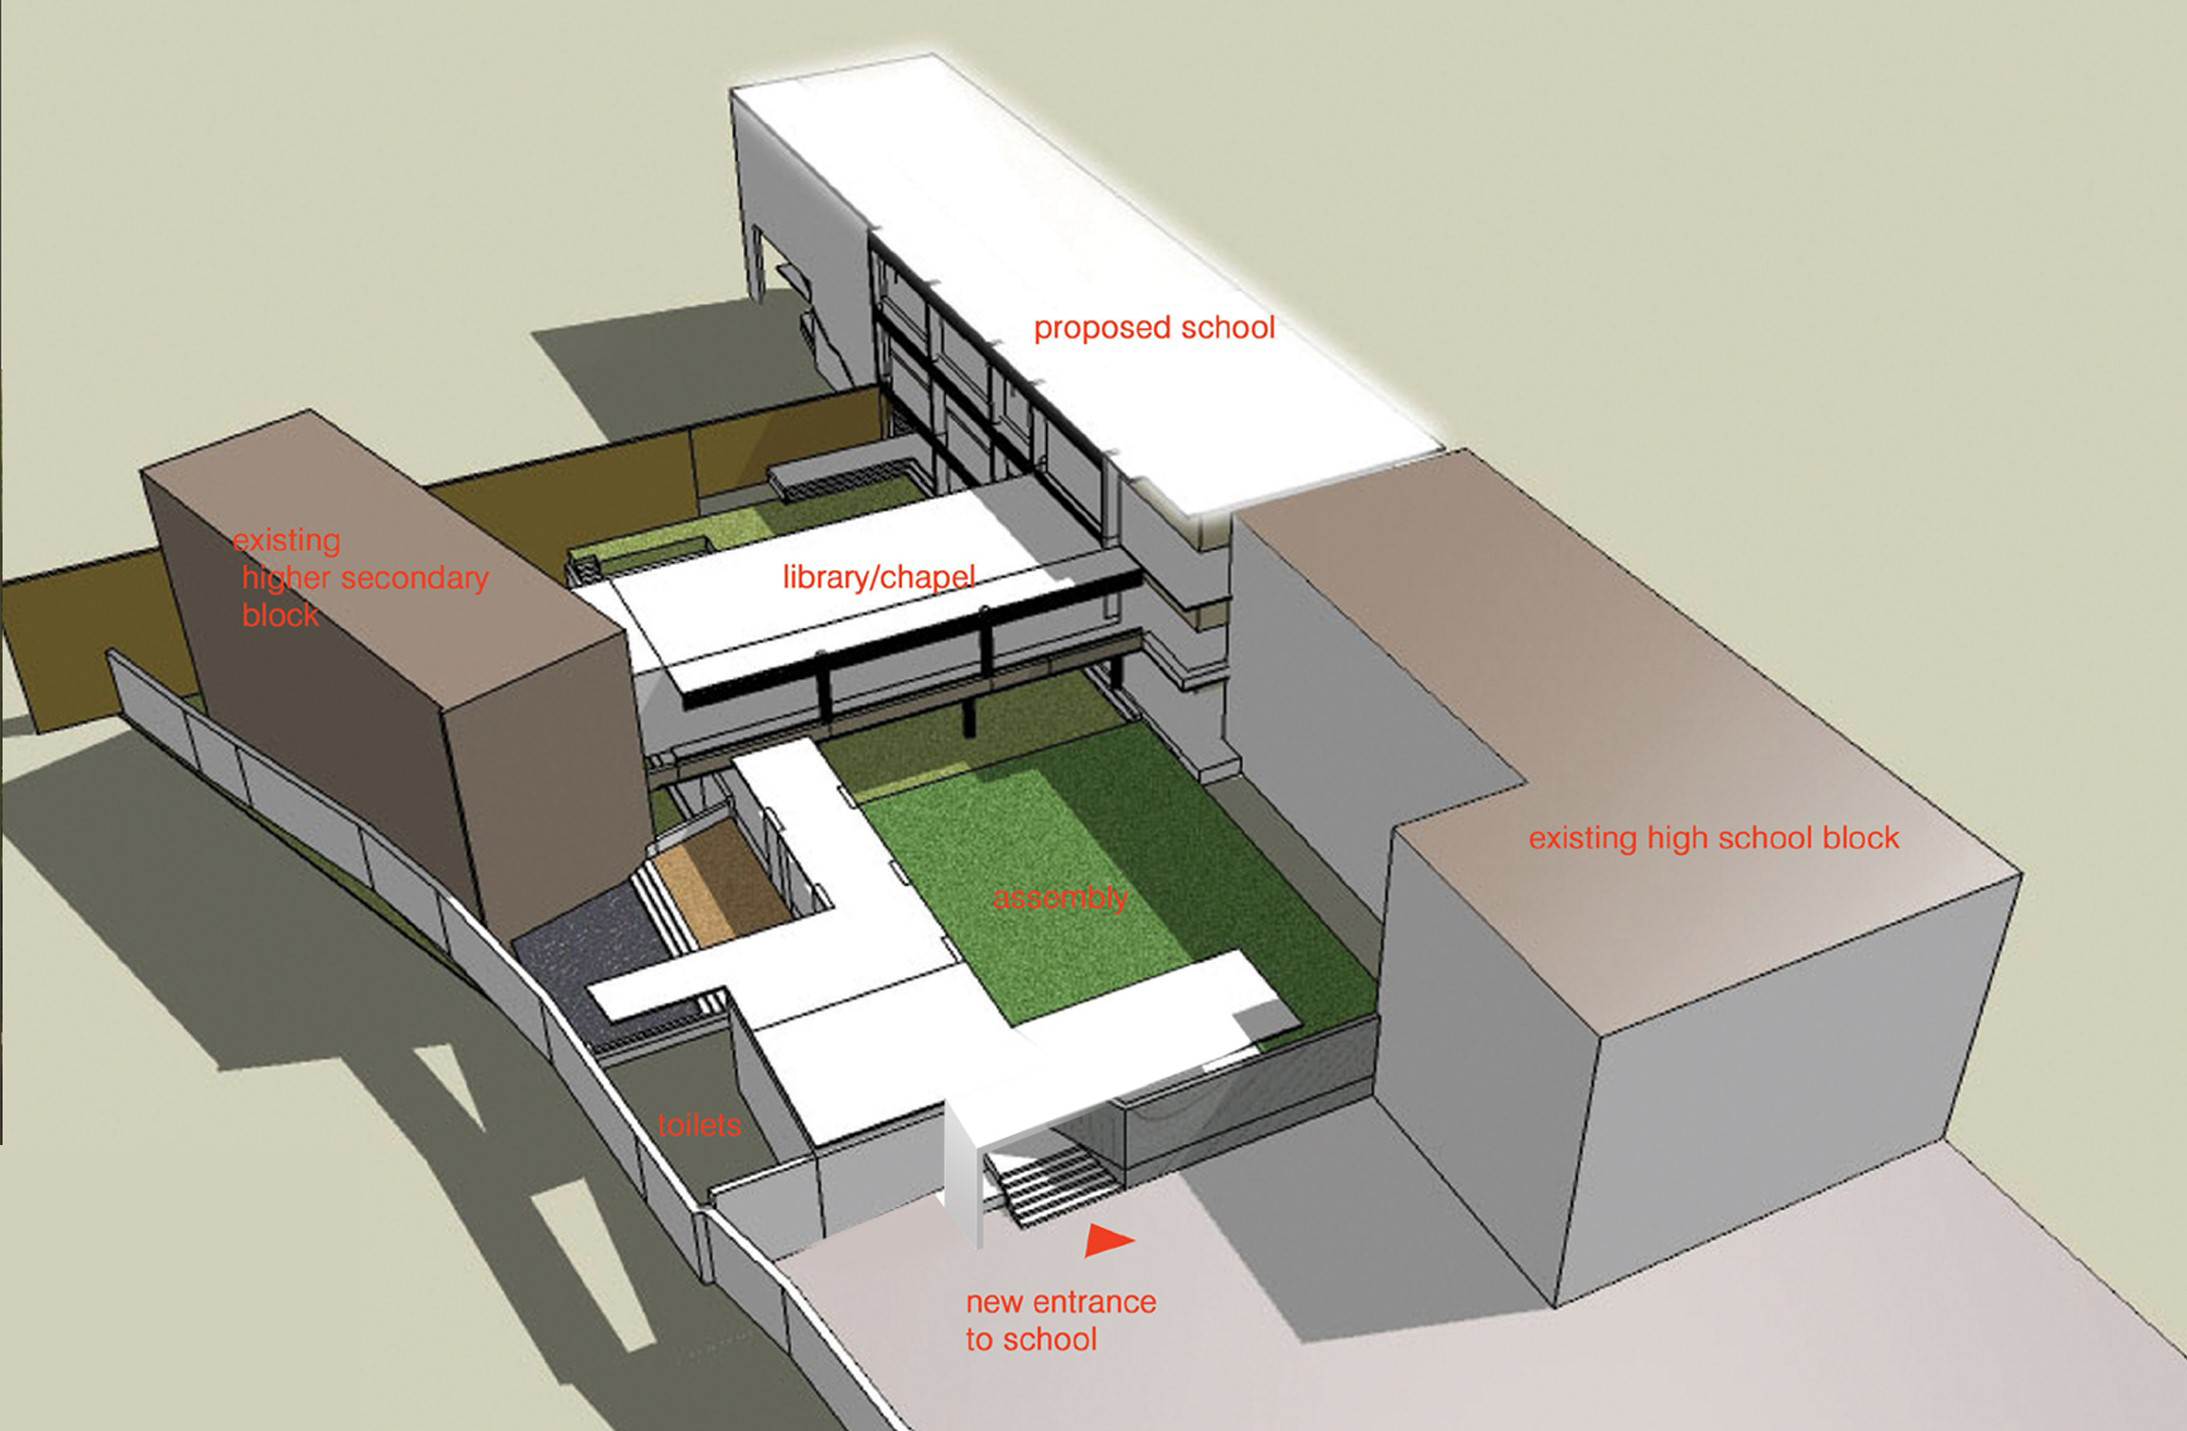 proposed school
existing
higher secondary
block
library/chapel
existing high school block
assembly
toilets
new entrance
to school